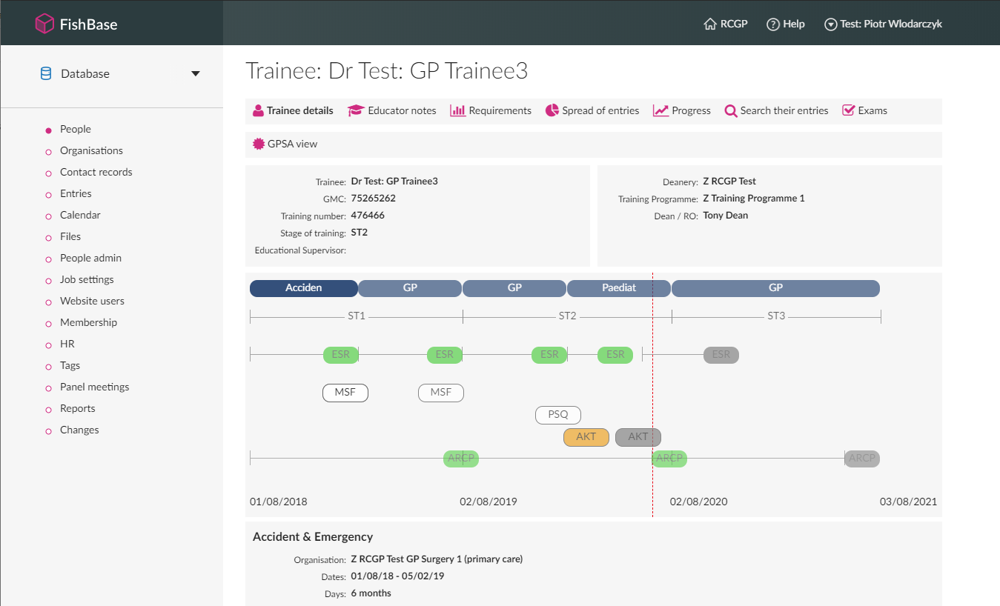 FishBase
RCGP Help Test: Piotr Wlodarczyk
Database
People
Organisations
Contact records
Entries
Calendar
Files
People admin
Job settings
Website users
Membership
HR
Tags
Panel meetings
Reports
Changes
Trainee: Dr Test: GP Trainee3
Trainee details Educator notes Requirements Spread of entries Progress Search their entries Exams
GPSA view
Trainee: Dr Test: GP Trainee3
GMC: 75265262
Training number: 476466
Stage of training: ST2
Educational Supervisor:
Deanery: Z RCGP Test
Training Programme: Z Training Programme 1
Dean / RO: Tony Dean
Acciden GP GP Paediat GP
ST1 ST2 ST3
ESR ESR ESR ESR ESR
MSF MSF
PSQ
AKT AKT
ARCP ARCP ARCP
01/08/2018 02/08/2019 02/08/2020 03/08/2021
Accident & Emergency
Organisation: Z RCGP Test GP Surgery 1 (primary care)
Dates: 01/08/18 - 05/02/19
Days: 6 months